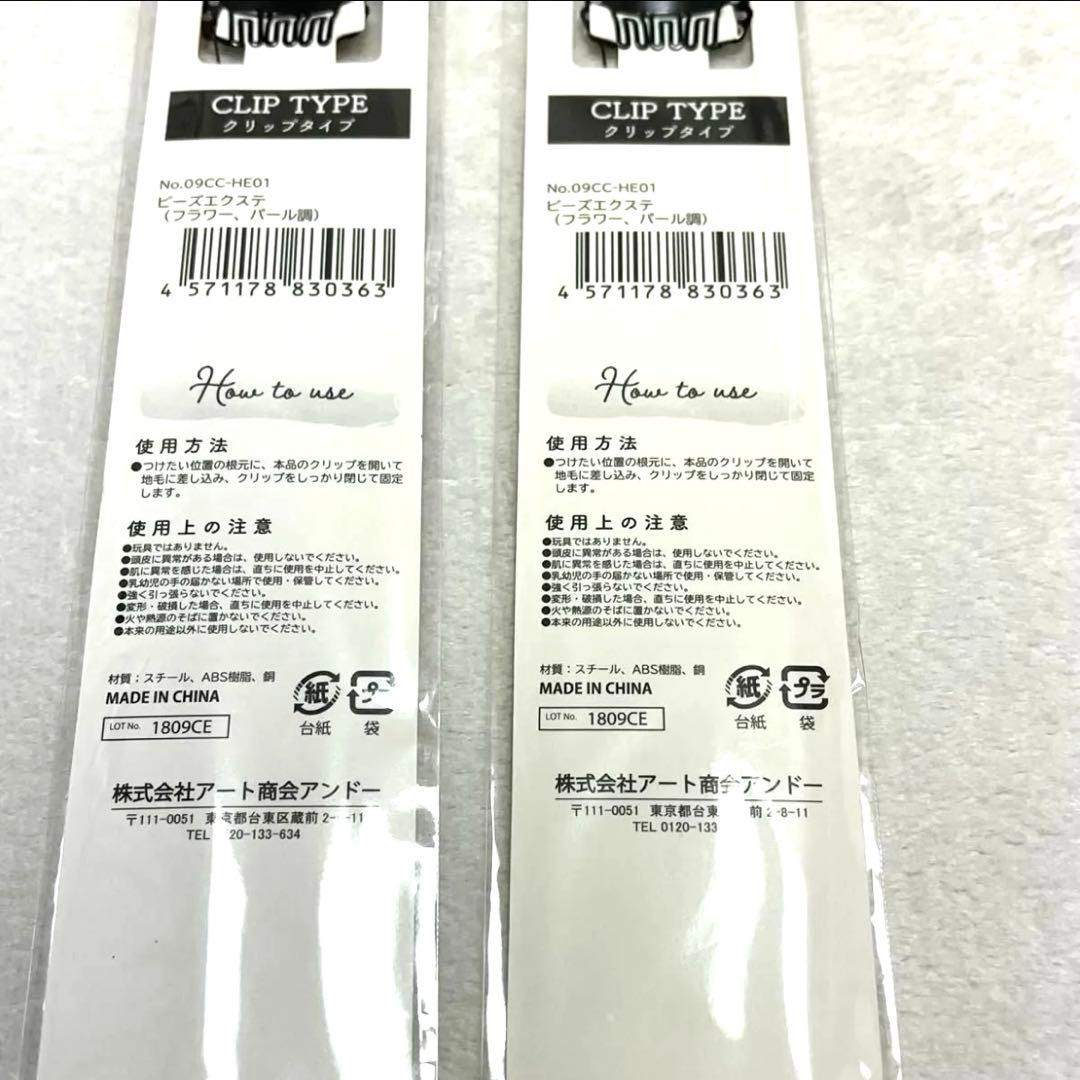 CLIP TYPE
クリップタイプ
No.09CC-HE01
ビーズエクステ
（フラワー、パール調）
4 571178 830363
How to use
使用方法
●つけたい位置の根元に、本品のクリップを開いて
地毛に差し込み、クリップをしっかり閉じて固定
します。
使用上の注意
●玩具ではありません。
●頭皮に異常がある場合は、使用しないでください。
●肌に異常を感じた場合は、直ちに使用を中止してください。
●乳幼児の手の届かない場所で使用・保管してください。
●強く引っ張らないでください。
●変形・破損した場合、直ちに使用を中止してください。
●火や熱源のそばに置かないでください。
●本来の用途以外に使用しないでください。
材質：スチール、ABS樹脂、銅
MADE IN CHINA
LOT No. 1809CE
紙
台紙
袋
株式会社アート商会アンドー
〒111-0051 東京都台東区蔵前
TEL 20-133-634
CLIP TYPE
クリップタイプ
No.09CC-HE01
ビーズエクステ
（フラワー、パール調）
4 571178 830363
How to use
使用方法
●つけたい位置の根元に、本品のクリップを開いて
地毛に差し込み、クリップをしっかり閉じて固定
します。
使用上の注意
●玩具ではありません。
●頭皮に異常がある場合は、使用しないでください。
●肌に異常を感じた場合は、直ちに使用を中止してください。
●乳幼児の手の届かない場所で使用・保管してください。
●強く引っ張らないでください。
●変形・破損した場合、直ちに使用を中止してください。
●火や熱源のそばに置かないでください。
●本来の用途以外に使用しないでください。
材質：スチール、ABS樹脂、銅
MADE IN CHINA
LOT No. 1809CE
紙
台紙
プラ
袋
株式会社アート商会アンドー
〒111-0051 東京都台東 前 2-8-11
TEL 0120-133